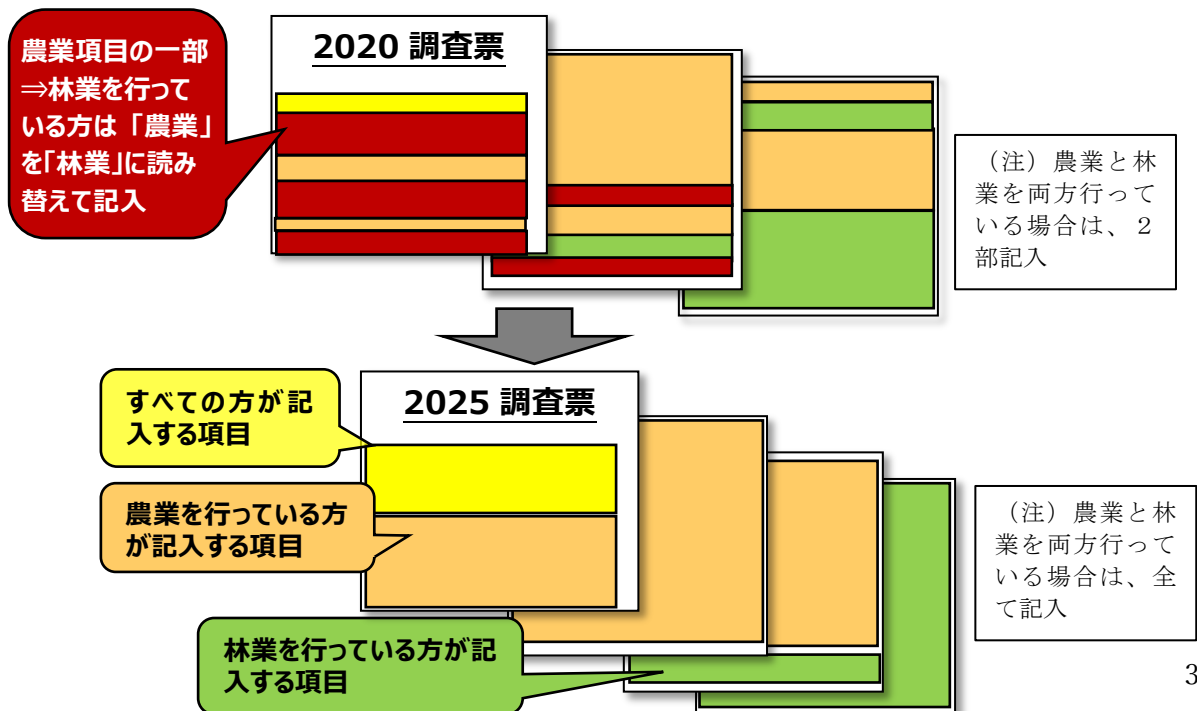 農業項目の一部
⇒林業を行って
いる方は「農業」
を「林業」に読み
替えて記入
2020 調査票
（注）農業と林
業を両方行って
いる場合は、２
部記入
すべての方が記
入する項目
2025 調査票
農業を行っている方
が記入する項目
（注）農業と林
業を両方行って
いる場合は、全
て記入
林業を行っている方が記
入する項目
3